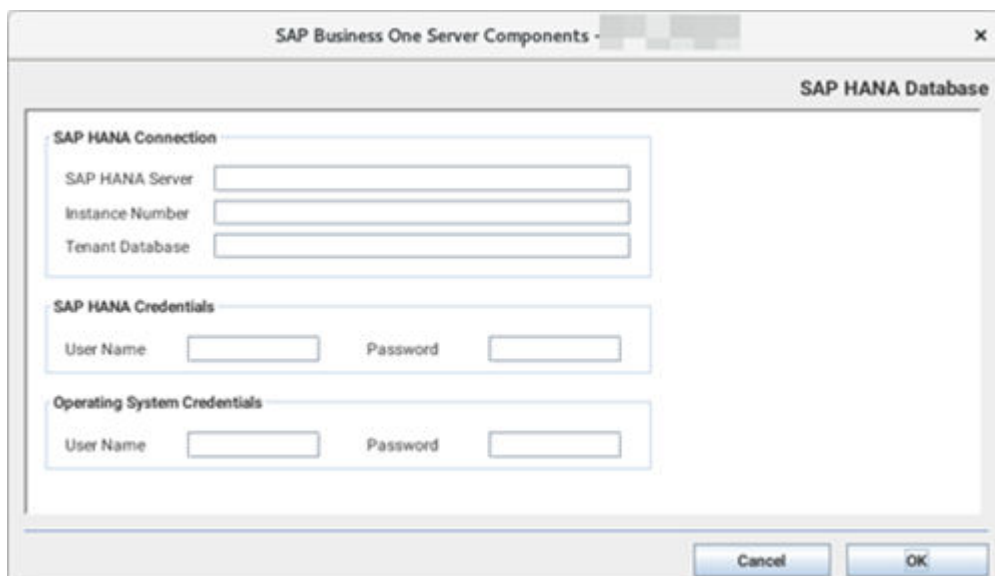 SAP Business One Server Components -
SAP HANA Database
SAP HANA Connection
SAP HANA Server
Instance Number
Tenant Database
SAP HANA Credentials
User Name Password
Operating System Credentials
User Name Password
Cancel OK